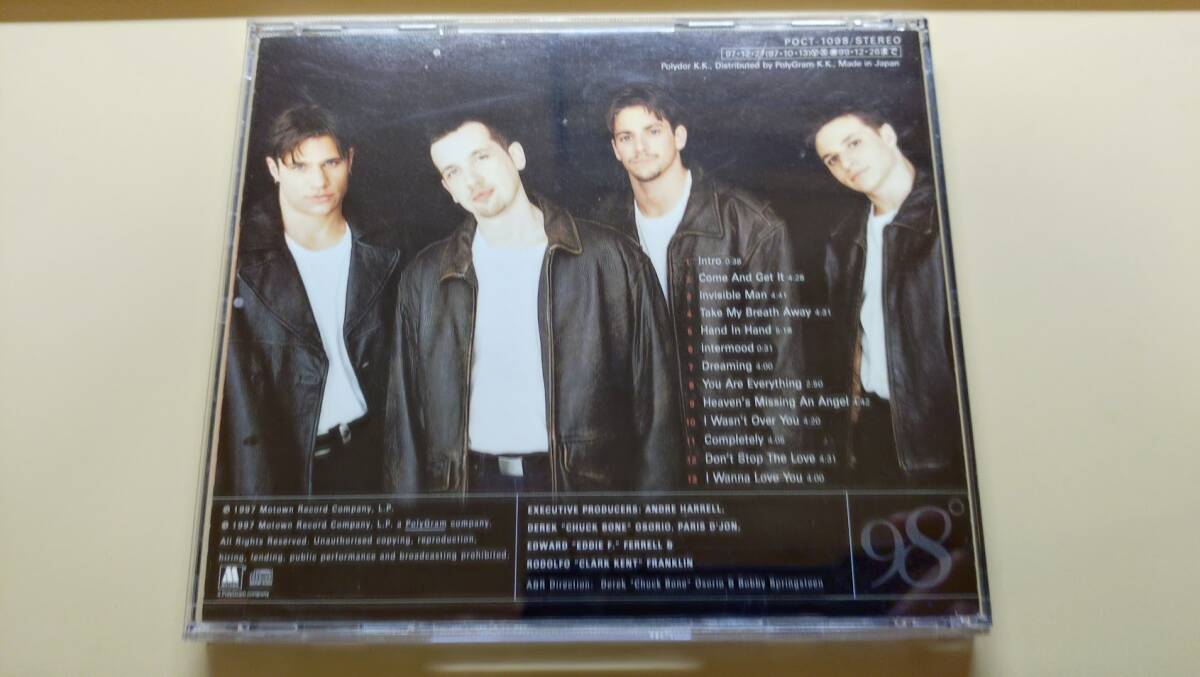 POCT-1098/STEREO
Polydor K.K., Distributed by PolyGram K.K., Made in Japan
1 Intro 0:38
2 Come And Get It 4:28
3 Invisible Man 4:41
4 Take My Breath Away 4:31
5 Hand In Hand 5:18
6 Intermood 0:31
7 Dreaming 4:00
8 You Are Everything 2:50
9 Heaven's Missing An Angel 4:42
10 I Wasn't Over You 4:20
11 Completely 4:05
12 Don't Stop The Love 4:31
13 I Wanna Love You 4:00
℗ 1997 Motown Record Company, L.P.
© 1997 Motown Record Company, L.P. a PolyGram company.
All Rights Reserved. Unauthorised copying, reproduction,
hiring, lending, public performance and broadcasting prohibited.
a PolyGram company
EXECUTIVE PRODUCERS: ANDRE HARRELL,
DEREK "CHUCK BONE" OSORIO, PARIS D'JON,
EDWARD "EDDIE F." FERRELL &
RODOLFO "CLARK KENT" FRANKLIN
A&R Direction: Derek "Chuck Bone" Osorio & Bobby Springsteen
98°